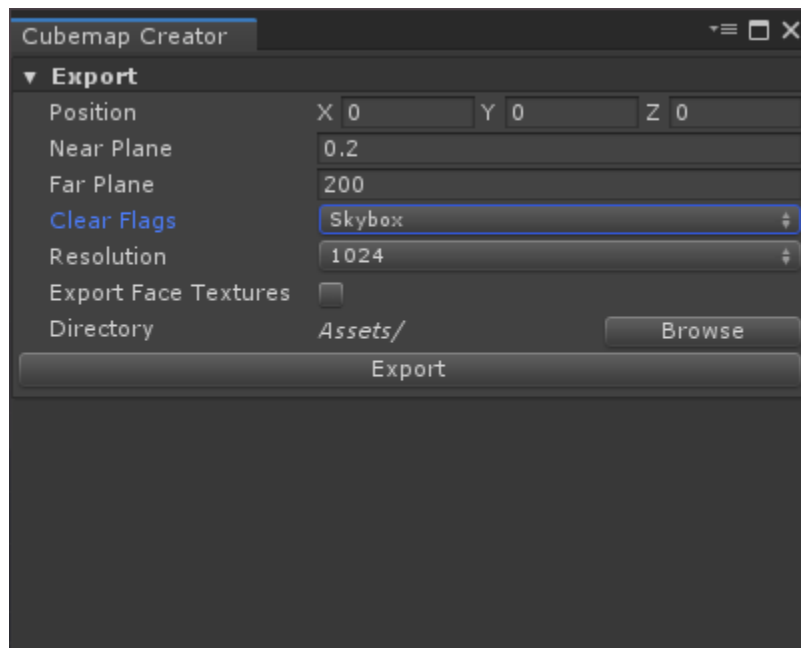 Cubemap Creator
Export
Position X 0 Y 0 Z 0
Near Plane 0.2
Far Plane 200
Clear Flags Skybox
Resolution 1024
Export Face Textures
Directory Assets/ Browse
Export